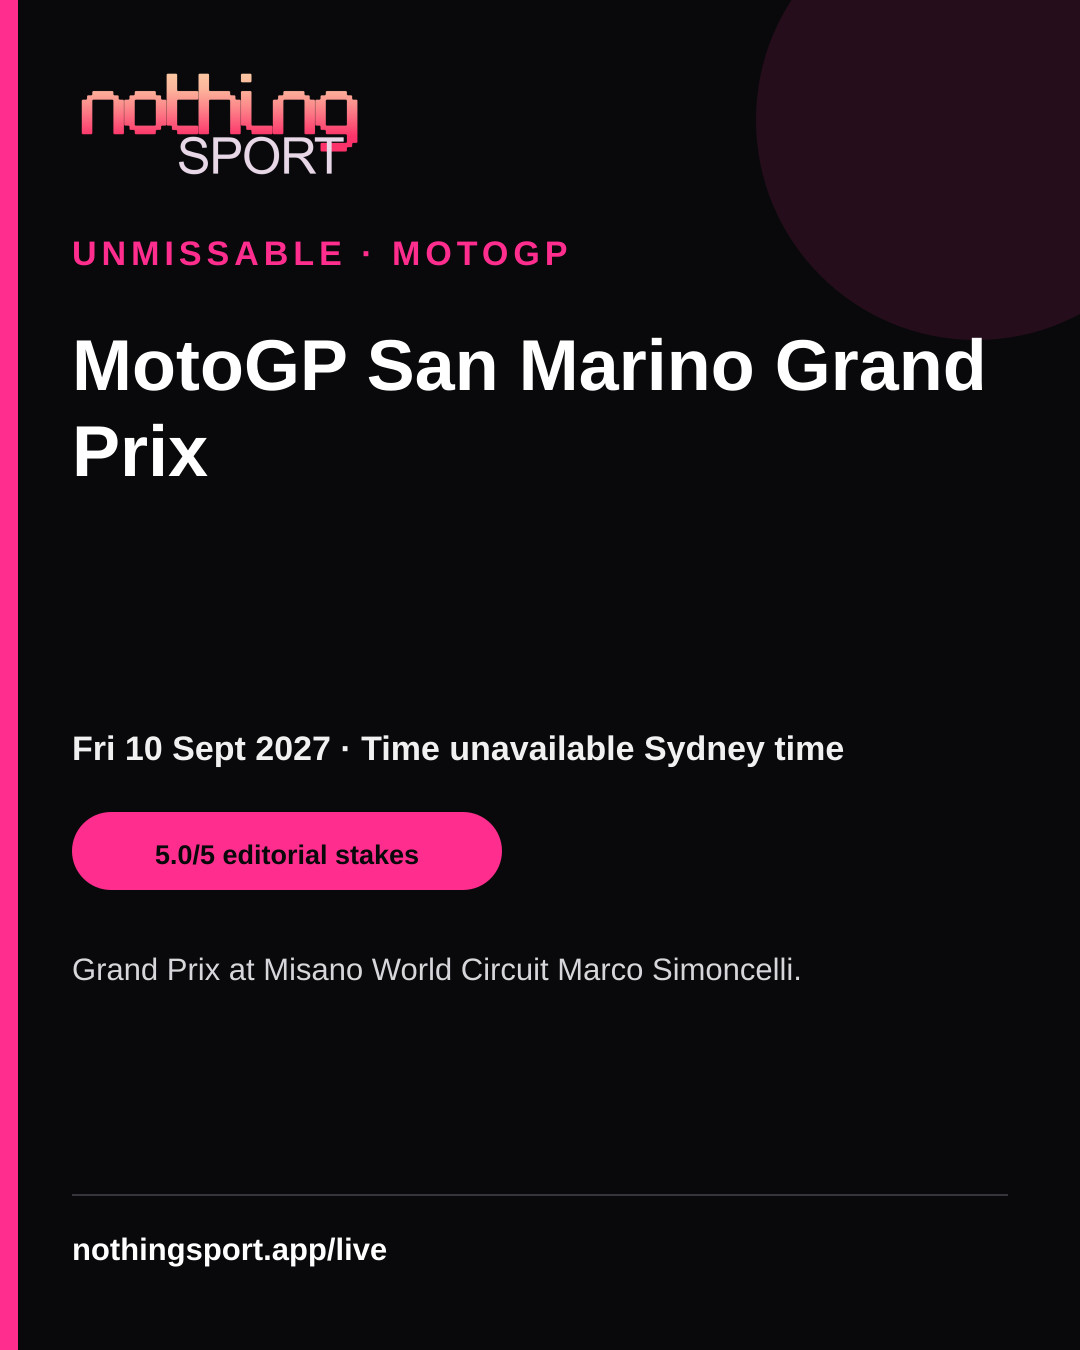 nothing
SPORT
UNMISSABLE · MOTOGP
MotoGP San Marino Grand
Prix
Fri 10 Sept 2027 · Time unavailable Sydney time
5.0/5 editorial stakes
Grand Prix at Misano World Circuit Marco Simoncelli.
nothingsport.app/live